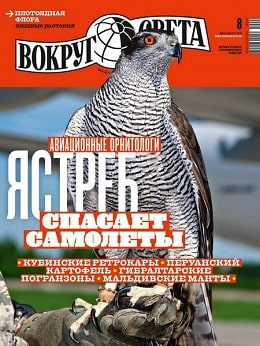 ПЛОТОЯДНАЯ
ФЛОРА
ХИЩНЫЕ РАСТЕНИЯ
8
ВОКРУГ СВЕТА
АВИАЦИОННЫЕ ОРНИТОЛОГИ
ЯСТРЕБ
СПАСАЕТ
САМОЛЕТЫ
• КУБИНСКИЕ РЕТРОКАРЫ • ПЕРУАНСКИЙ
КАРТОФЕЛЬ • ГИБРАЛТАРСКИЕ
ПОГРАНЗОНЫ • МАЛЬДИВСКИЕ МАНТЫ •